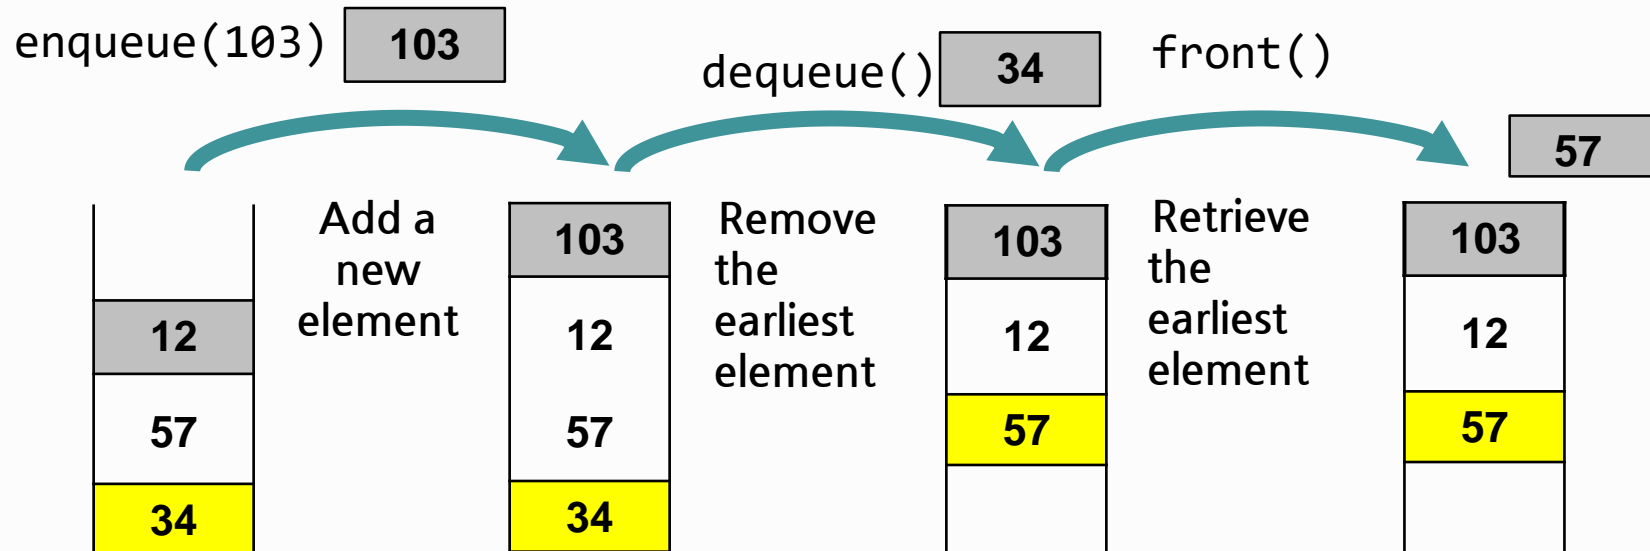 enqueue(103)
103
dequeue()
34
front()
57
Add a
new
element
Remove
the
earliest
element
Retrieve
the
earliest
element
12
57
34
103
12
57
34
103
12
57
103
12
57